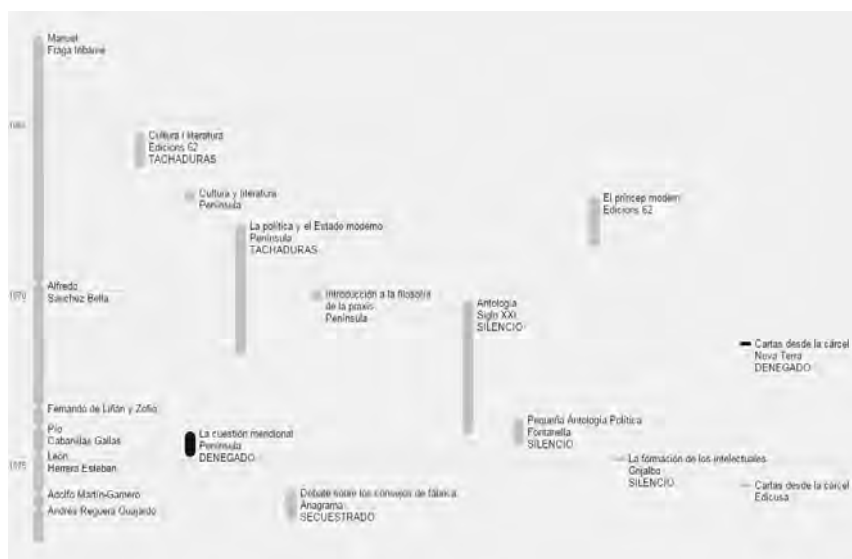 Manuel
Fraga Iribarne
1965
Cultura i literatura
Edicions 62
TACHADURAS
Cultura y literatura
Península
El príncep modern
Edicions 62
La política y el Estado moderno
Península
TACHADURAS
Alfredo
Sánchez Bella
1970
Introducción a la filosofía
de la praxis
Península
Antología
Siglo XXI
SILENCIO
Cartas desde la cárcel
Nova Terra
DENEGADO
Fernando de Liñán y Zofio
Pío
Cabanillas Gallas
La cuestión meridional
Península
DENEGADO
Pequeña Antología Política
Fontanella
SILENCIO
León
Herrera Esteban
1975
La formación de los intelectuales
Grijalbo
SILENCIO
Adolfo Martín-Gamero
Andrés Reguera Guajardo
Debate sobre los consejos de fábrica
Anagrama
SECUESTRADO
Cartas desde la cárcel
Edicusa